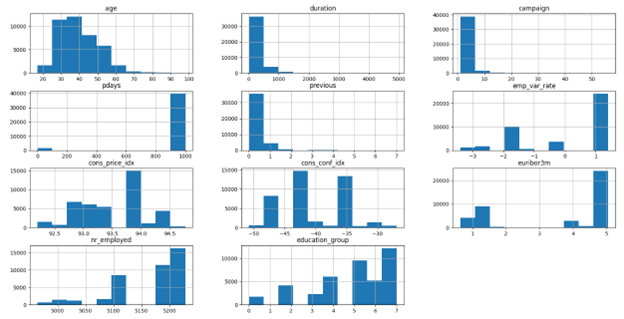 age
duration
campaign
10000
5000
0
20 30 40 50 60 70 80 90 100
30000
20000
10000
0
0 1000 2000 3000 4000 5000
40000
30000
20000
10000
0
0 10 20 30 40 50
pdays
previous
emp_var_rate
40000
30000
20000
10000
0
0 200 400 600 800 1000
30000
20000
10000
0
0 1 2 3 4 5 6 7
20000
10000
0
−3 −2 −1 0 1
cons_price_idx
cons_conf_idx
euribor3m
15000
10000
5000
0
92.5 93.0 93.5 94.0 94.5
15000
10000
5000
0
−50 −45 −40 −35 −30
20000
10000
0
1 2 3 4 5
nr_employed
education_group
15000
10000
5000
0
5000 5050 5100 5150 5200
10000
5000
0
0 1 2 3 4 5 6 7